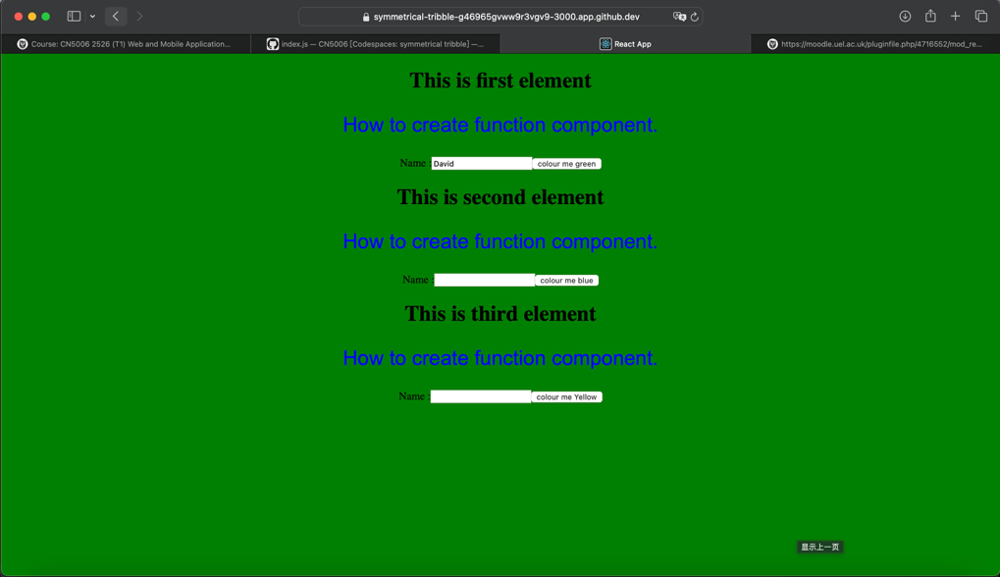 symmetrical-tribble-g46965gvww9r3vgv9-3000.app.github.dev
Course: CN5006 2526 (T1) Web and Mobile Application...
index.js — CN5006 [Codespaces: symmetrical tribble] —...
React App
https://moodle.uel.ac.uk/pluginfile.php/4716552/mod_re...
This is first element
How to create function component.
Name : David colour me green
This is second element
How to create function component.
Name : colour me blue
This is third element
How to create function component.
Name : colour me Yellow
显示上一页